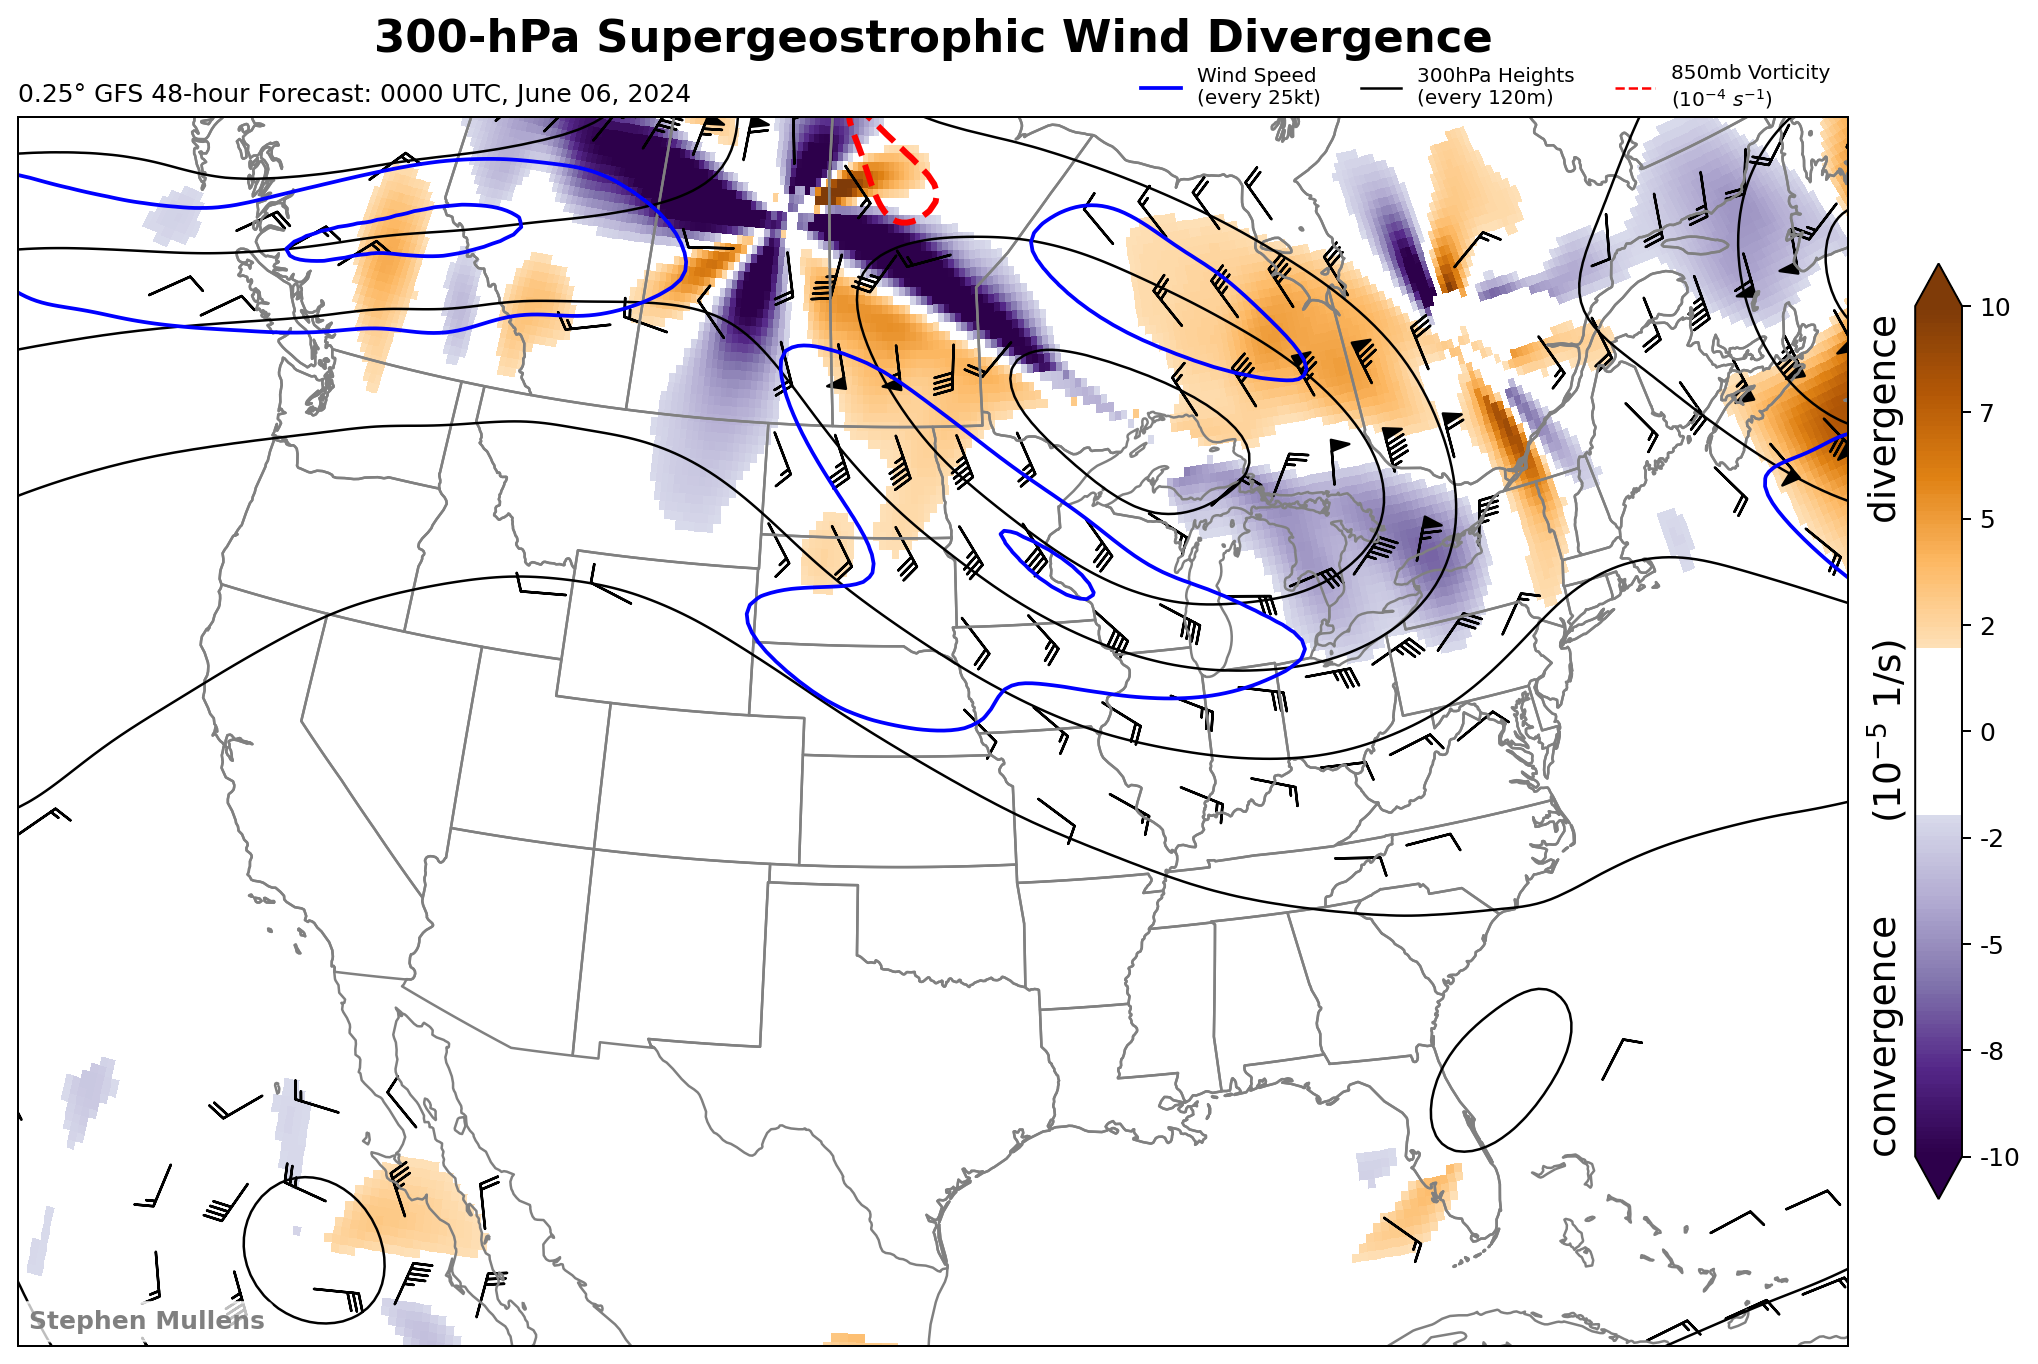 300-hPa Supergeostrophic Wind Divergence
0.25° GFS 48-hour Forecast: 0000 UTC, June 06, 2024
Wind Speed
(every 25kt)
300hPa Heights
(every 120m)
850mb Vorticity
(10⁻⁴ s⁻¹)
divergence
(10⁻⁵ 1/s)
convergence
10
7
5
2
0
-2
-5
-8
-10
Stephen Mullens